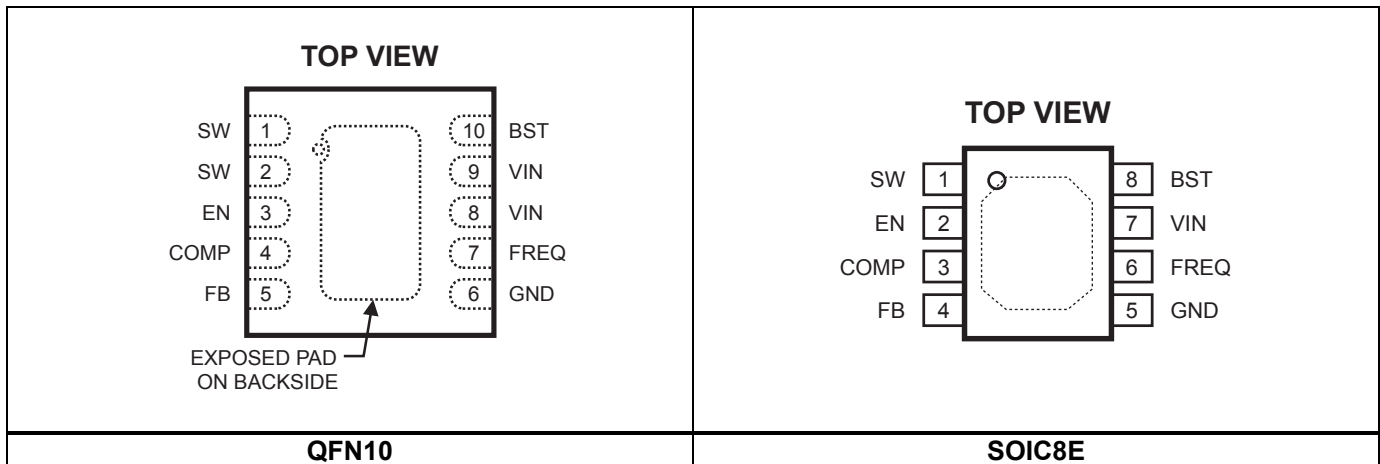 TOP VIEW
SW 1 10 BST
SW 2 9 VIN
EN 3 8 VIN
COMP 4 7 FREQ
FB 5 6 GND
EXPOSED PAD
ON BACKSIDE
QFN10
TOP VIEW
SW 1 8 BST
EN 2 7 VIN
COMP 3 6 FREQ
FB 4 5 GND
SOIC8E